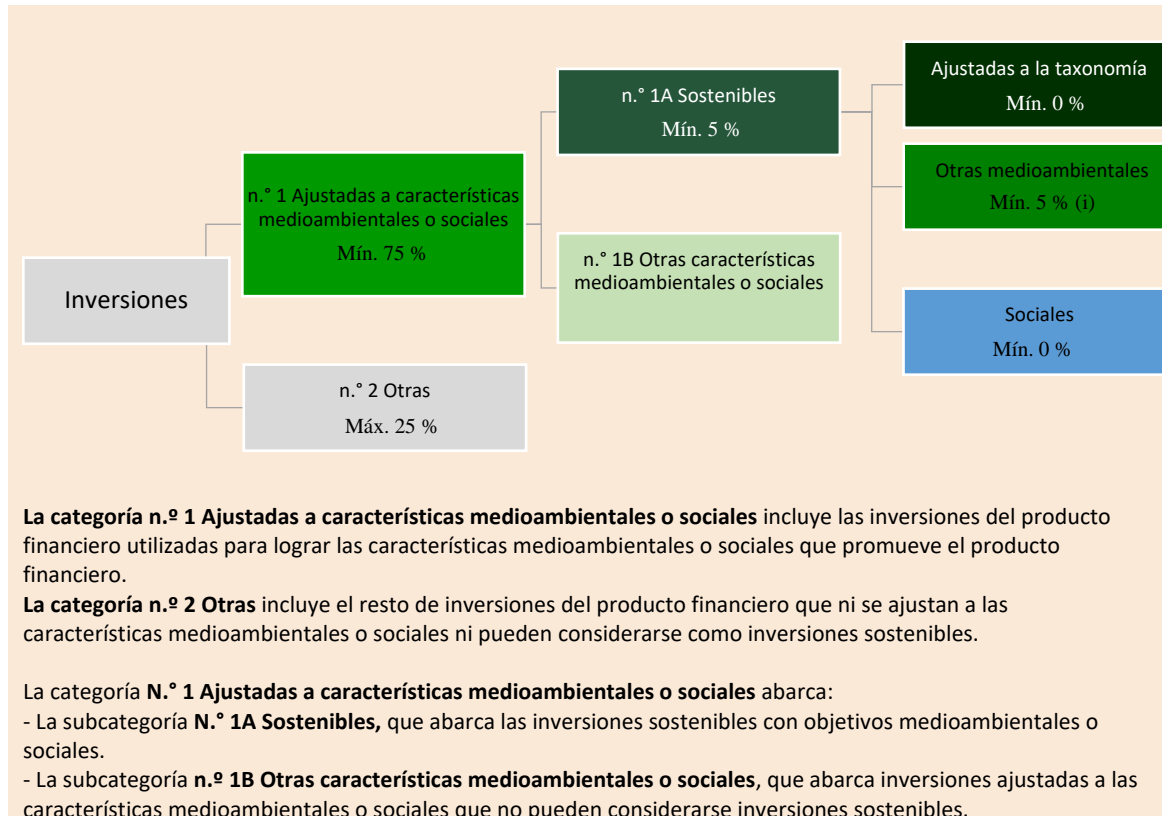 Ajustadas a la taxonomía
Mín. 0 %
n.° 1A Sostenibles
Mín. 5 %
Otras medioambientales
Mín. 5 % (i)
n.° 1 Ajustadas a características
medioambientales o sociales
Mín. 75 %
n.° 1B Otras características
medioambientales o sociales
Inversiones
Sociales
Mín. 0 %
n.° 2 Otras
Máx. 25 %
La categoría n.º 1 Ajustadas a características medioambientales o sociales incluye las inversiones del producto
financiero utilizadas para lograr las características medioambientales o sociales que promueve el producto
financiero.
La categoría n.º 2 Otras incluye el resto de inversiones del producto financiero que ni se ajustan a las
características medioambientales o sociales ni pueden considerarse como inversiones sostenibles.
La categoría N.° 1 Ajustadas a características medioambientales o sociales abarca:
- La subcategoría N.° 1A Sostenibles, que abarca las inversiones sostenibles con objetivos medioambientales o
sociales.
- La subcategoría n.º 1B Otras características medioambientales o sociales, que abarca inversiones ajustadas a las
características medioambientales o sociales que no pueden considerarse inversiones sostenibles.